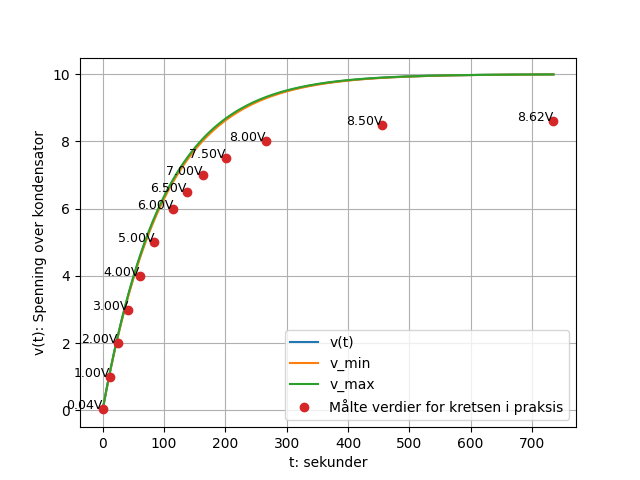 10
8
6
4
2
0
v(t): Spenning over kondensator
8.62V
8.50V
8.00V
7.50V
7.00V
6.50V
6.00V
5.00V
4.00V
3.00V
2.00V
1.00V
0.04V
v(t)
v_min
v_max
Målte verdier for kretsen i praksis
0 100 200 300 400 500 600 700
t: sekunder